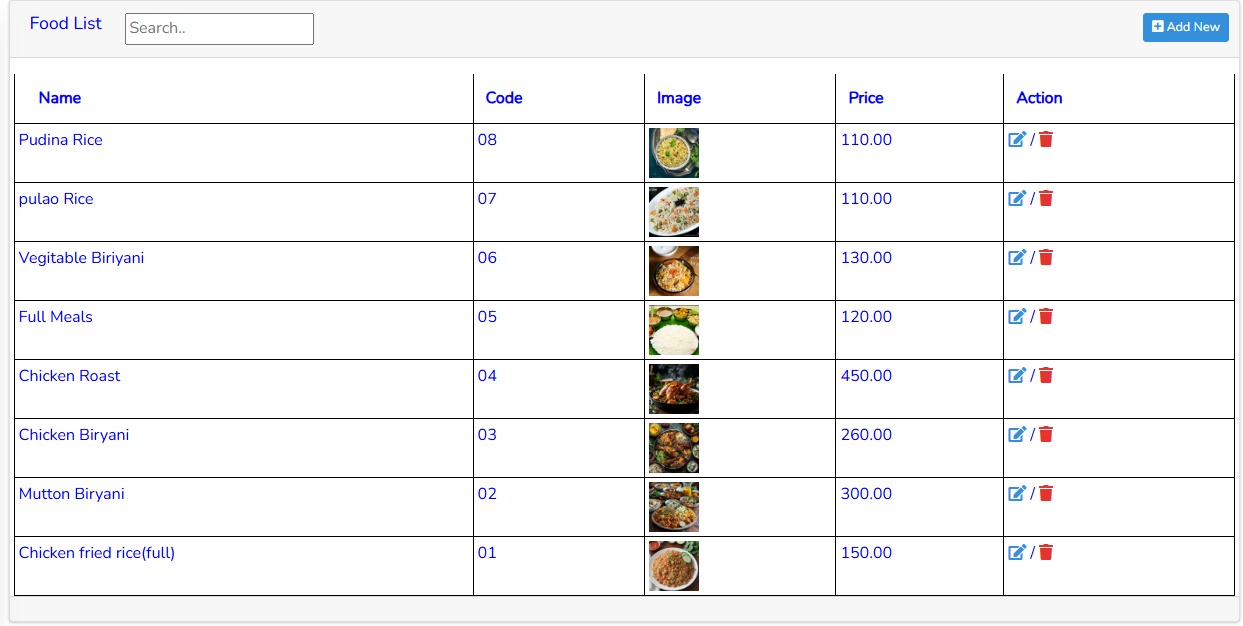 Food List Search.. Add New
Name Code Image Price Action
Pudina Rice 08 110.00 /
pulao Rice 07 110.00 /
Vegitable Biriyani 06 130.00 /
Full Meals 05 120.00 /
Chicken Roast 04 450.00 /
Chicken Biryani 03 260.00 /
Mutton Biryani 02 300.00 /
Chicken fried rice(full) 01 150.00 /